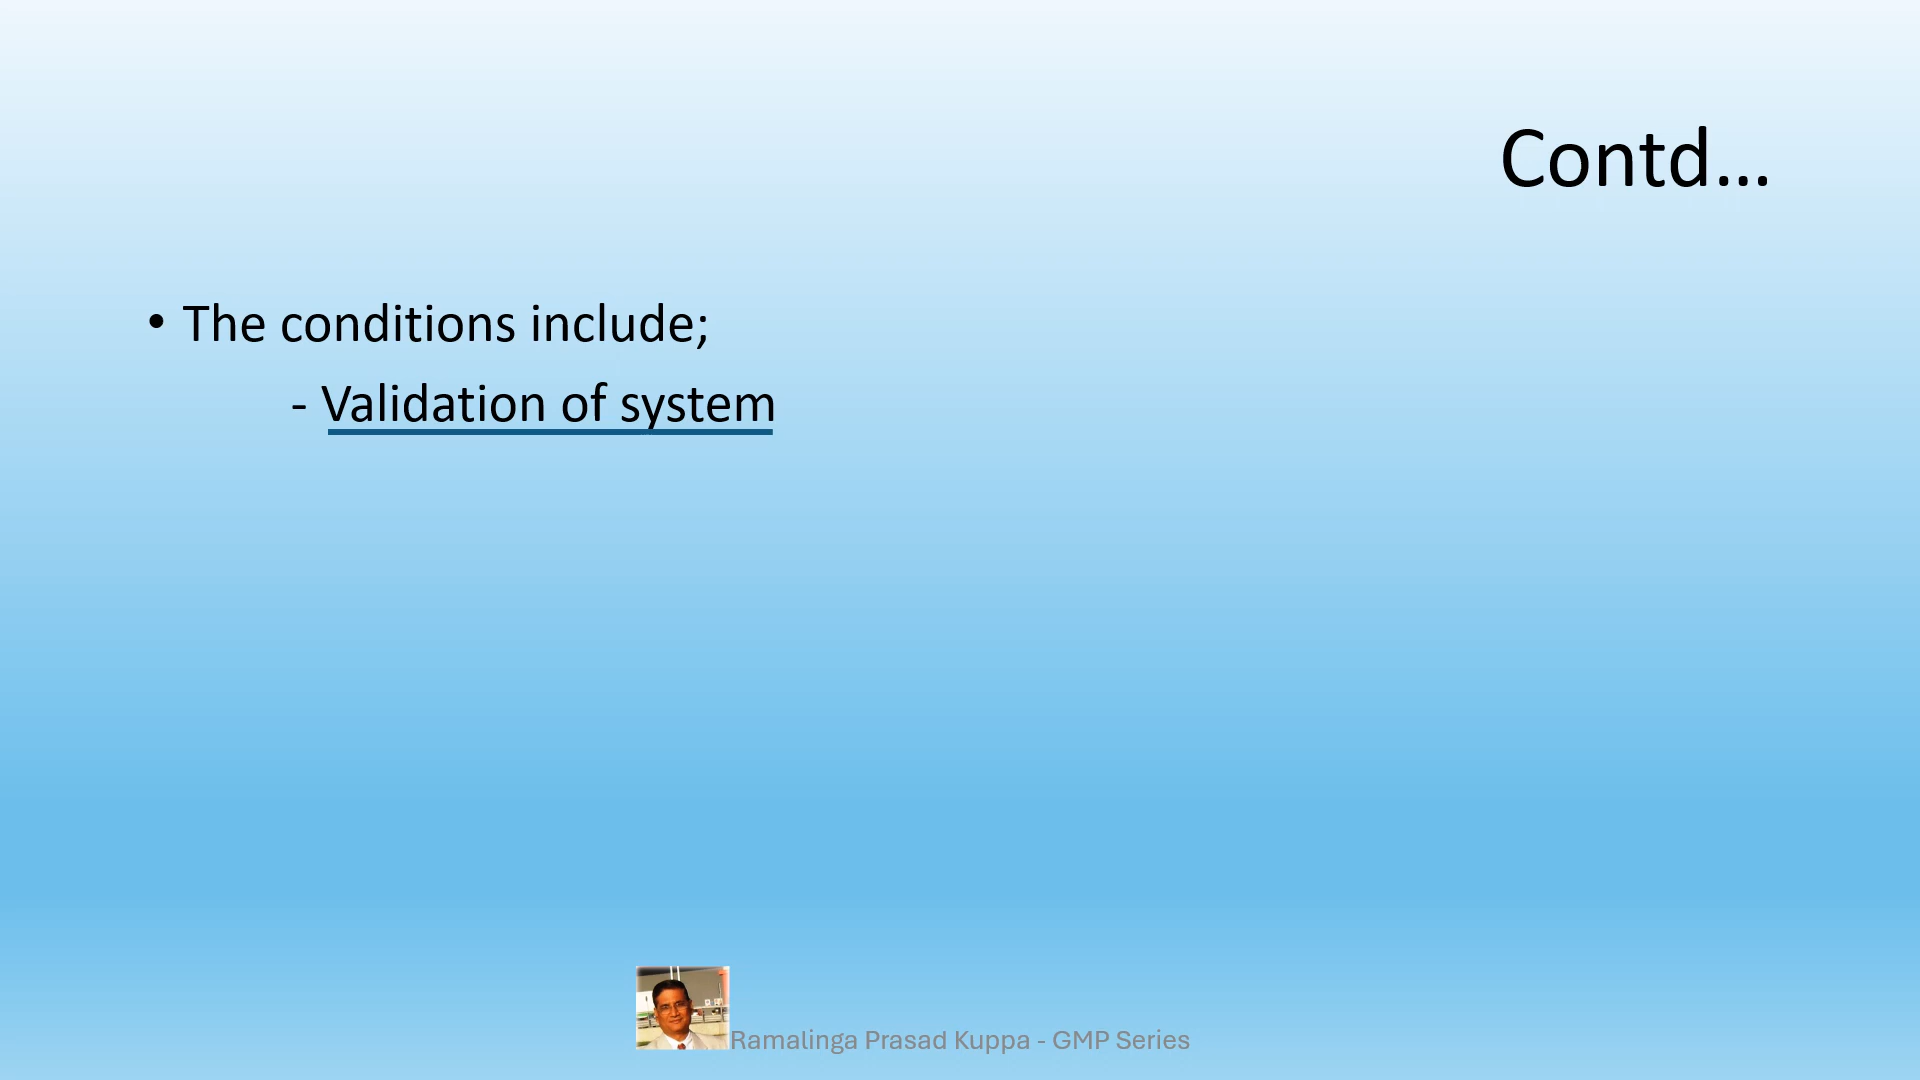 Contd...
• The conditions include;
- Validation of system
Ramalinga Prasad Kuppa - GMP Series